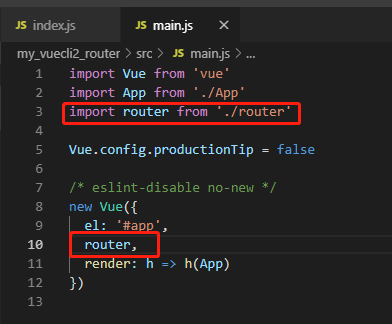 JS index.js
JS main.js ×
my_vuecli2_router > src > JS main.js > ...
1 import Vue from 'vue'
2 import App from './App'
3 import router from './router'
4
5 Vue.config.productionTip = false
6
7 /* eslint-disable no-new */
8 new Vue({
9   el: '#app',
10   router,
11   render: h => h(App)
12 })
13